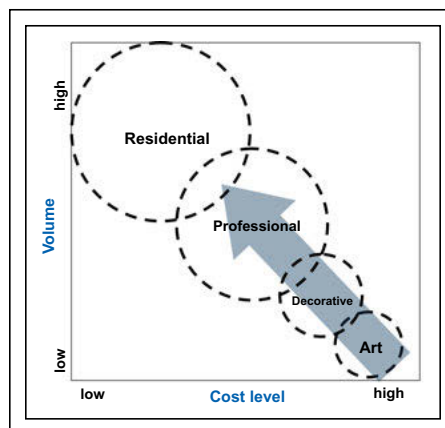 high
Residential
Volume
Professional
Decorative
Art
low
low
high
Cost level